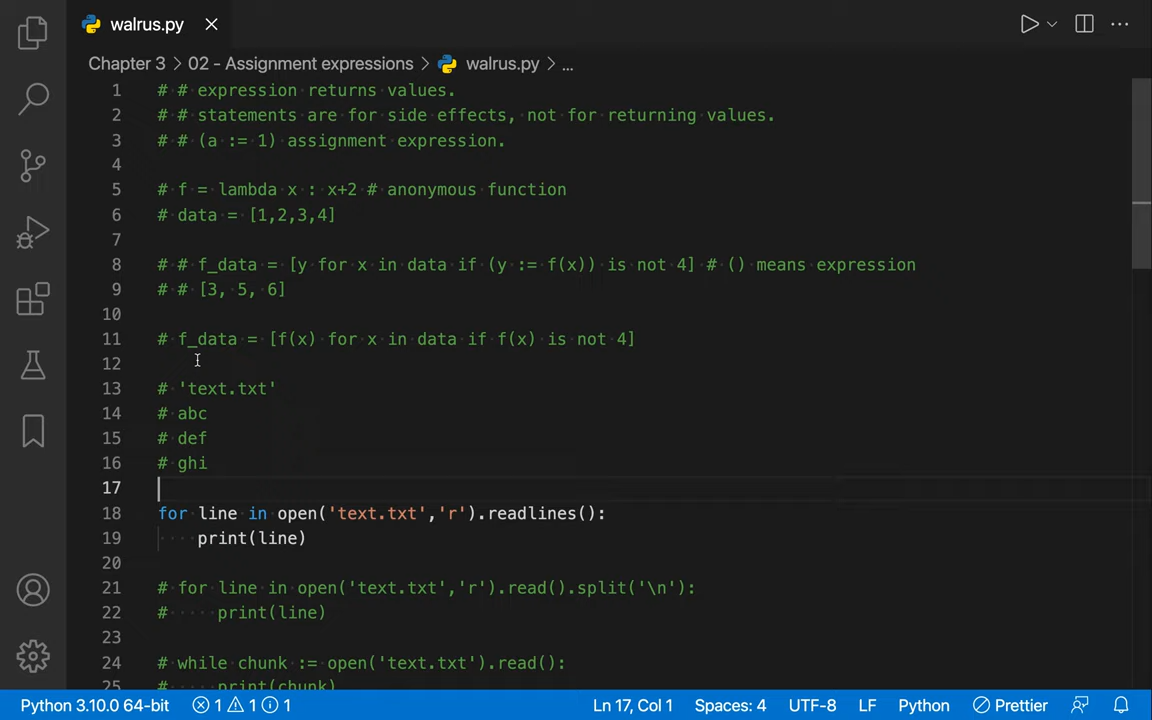 walrus.py
Chapter 3 > 02 - Assignment expressions > walrus.py > ...
1 # # expression returns values.
2 # # statements are for side effects, not for returning values.
3 # # (a := 1) assignment expression.
4
5 # f = lambda x : x+2 # anonymous function
6 # data = [1,2,3,4]
7
8 # # f_data = [y for x in data if (y := f(x)) is not 4] # () means expression
9 # # [3, 5, 6]
10
11 # f_data = [f(x) for x in data if f(x) is not 4]
12
13 # 'text.txt'
14 # abc
15 # def
16 # ghi
17
18 for line in open('text.txt','r').readlines():
19 ····print(line)
20
21 # for line in open('text.txt','r').read().split('\n'):
22 # ····print(line)
23
24 # while chunk := open('text.txt').read():
25 # ····print(chunk)
Python 3.10.0 64-bit 1 1 1 Ln 17, Col 1 Spaces: 4 UTF-8 LF Python Prettier